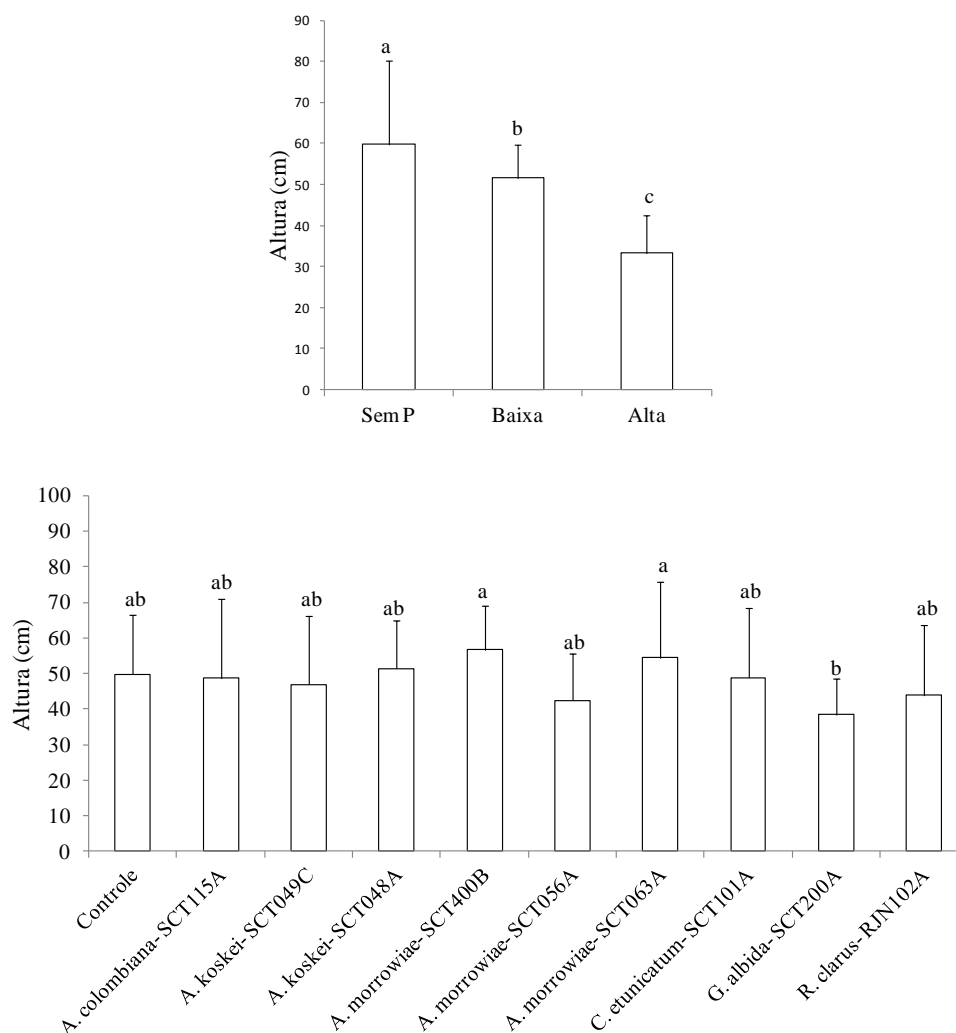 90
80
70
60
50
40
30
20
10
0
Altura (cm)
a
b
c
Sem P
Baixa
Alta
100
90
80
70
60
50
40
30
20
10
0
Altura (cm)
ab
ab
ab
ab
a
ab
a
ab
b
ab
Controle
A. colombiana- SCT115A
A. koskei- SCT049C
A. koskei- SCT048A
A. morrowiae- SCT400B
A. morrowiae- SCT056A
A. morrowiae- SCT063A
C. etunicatum- SCT101A
G. albida- SCT200A
R. clarus- RJN102A